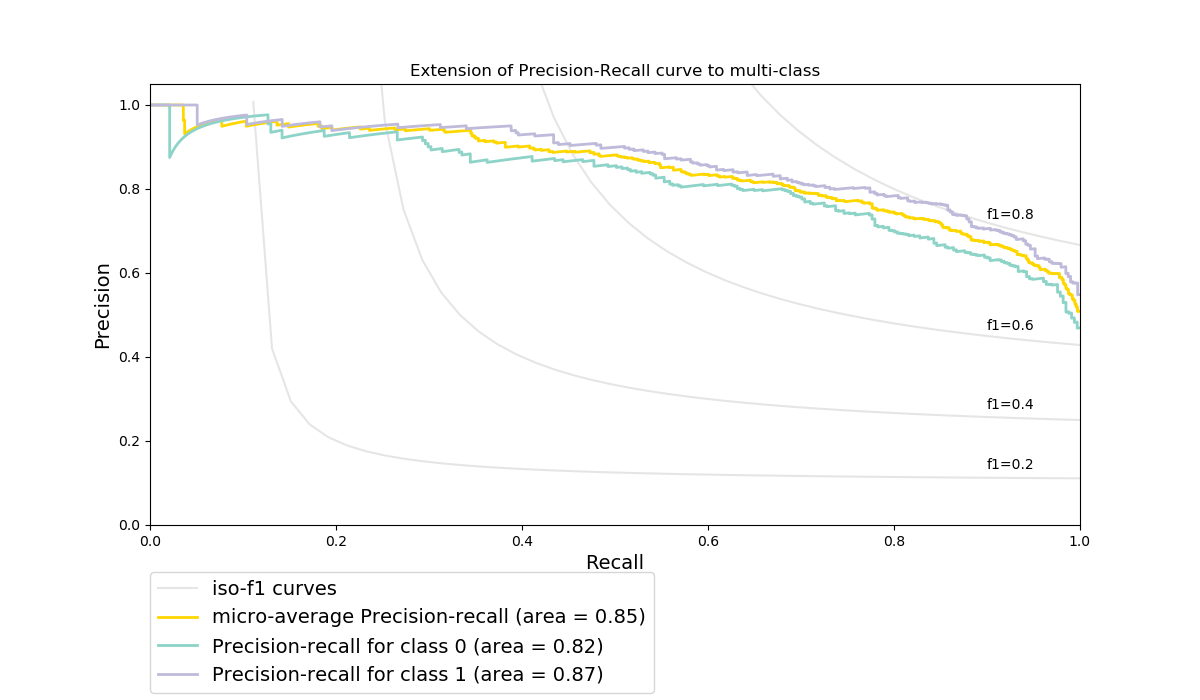 Extension of Precision-Recall curve to multi-class
1.0
0.8
0.6
0.4
0.2
0.0
Precision
f1=0.8
f1=0.6
f1=0.4
f1=0.2
0.0 0.2 0.4 0.6 0.8 1.0
Recall
iso-f1 curves
micro-average Precision-recall (area = 0.85)
Precision-recall for class 0 (area = 0.82)
Precision-recall for class 1 (area = 0.87)